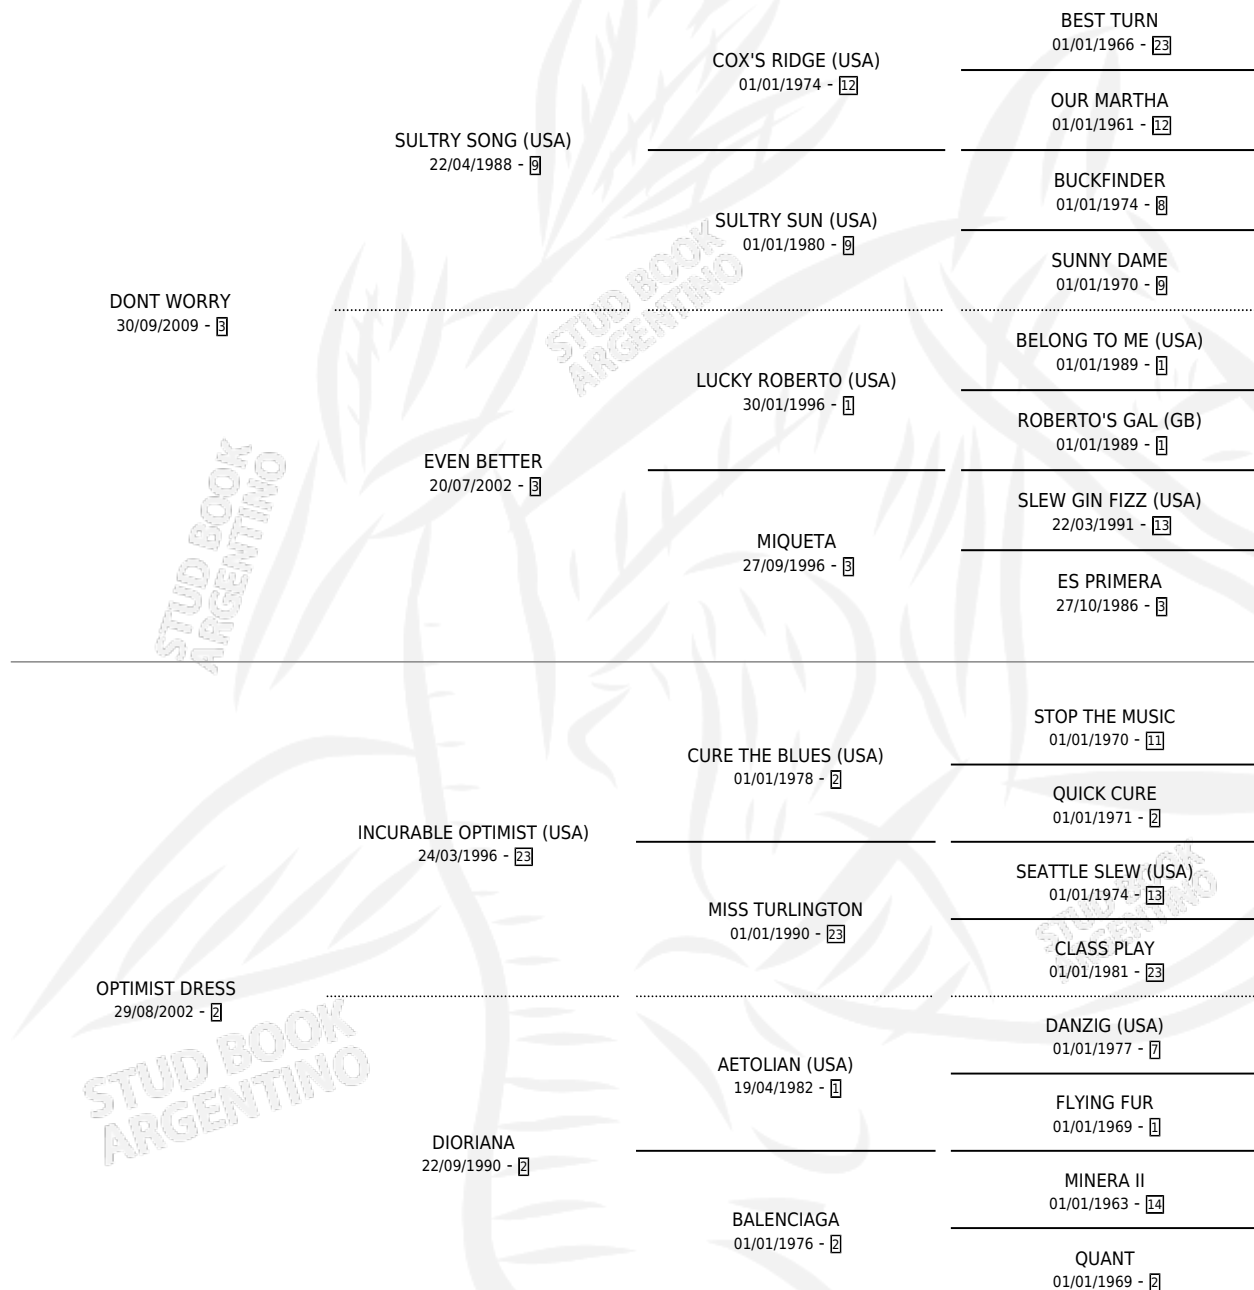 BEST TURN
01/01/1966 - 23
COX'S RIDGE (USA)
01/01/1974 - 12
OUR MARTHA
01/01/1961 - 12
SULTRY SONG (USA)
22/04/1988 - 9
BUCKFINDER
01/01/1974 - 8
SULTRY SUN (USA)
01/01/1980 - 9
SUNNY DAME
01/01/1970 - 9
DONT WORRY
30/09/2009 - 3
BELONG TO ME (USA)
01/01/1989 - 1
LUCKY ROBERTO (USA)
30/01/1996 - 1
ROBERTO'S GAL (GB)
01/01/1989 - 1
EVEN BETTER
20/07/2002 - 3
SLEW GIN FIZZ (USA)
22/03/1991 - 13
MIQUETA
27/09/1996 - 3
ES PRIMERA
27/10/1986 - 3
STOP THE MUSIC
01/01/1970 - 11
CURE THE BLUES (USA)
01/01/1978 - 2
QUICK CURE
01/01/1971 - 2
INCURABLE OPTIMIST (USA)
24/03/1996 - 23
SEATTLE SLEW (USA)
01/01/1974 - 13
MISS TURLINGTON
01/01/1990 - 23
CLASS PLAY
01/01/1981 - 23
OPTIMIST DRESS
29/08/2002 - 2
DANZIG (USA)
01/01/1977 - 7
AETOLIAN (USA)
19/04/1982 - 1
FLYING FUR
01/01/1969 - 1
DIORIANA
22/09/1990 - 2
MINERA II
01/01/1963 - 14
BALENCIAGA
01/01/1976 - 2
QUANT
01/01/1969 - 2
STUD BOOK
ARGENTINO
STUD BOOK
ARGENTINO
STUD BOOK
ARGENTINO
STUD BOOK
ARGENTINO